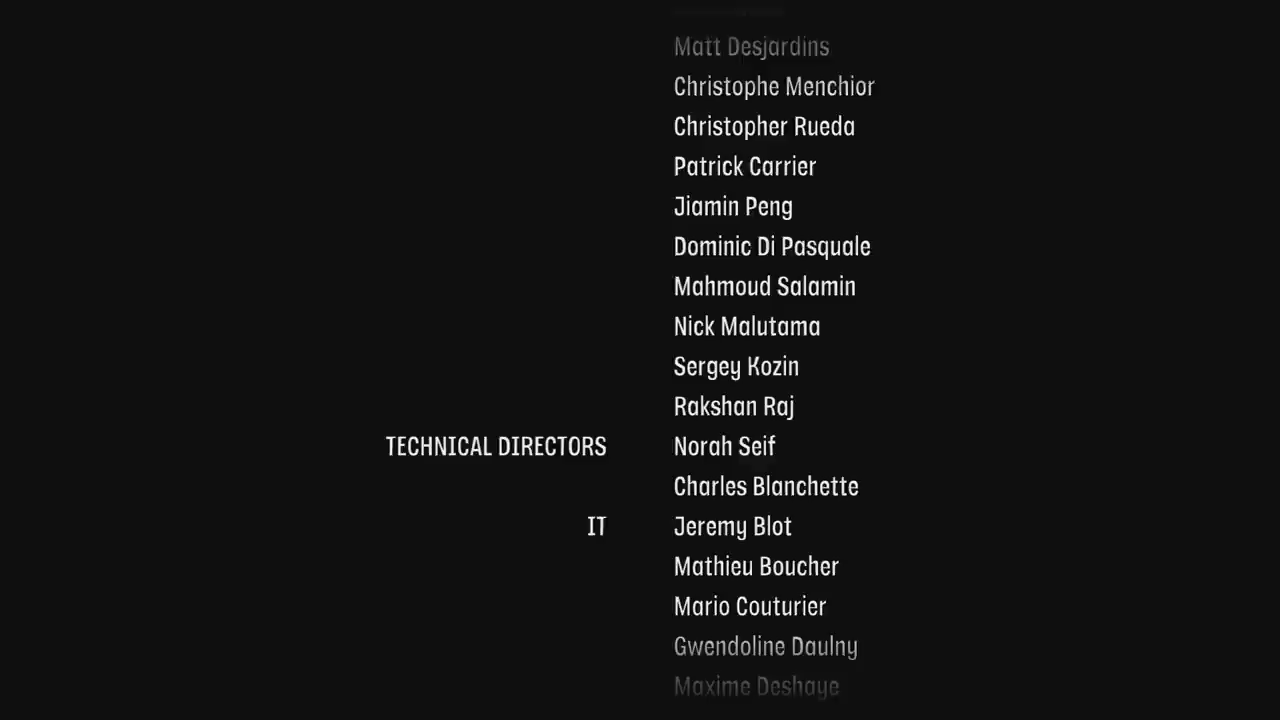 Matt Desjardins
Christophe Menchior
Christopher Rueda
Patrick Carrier
Jiamin Peng
Dominic Di Pasquale
Mahmoud Salamin
Nick Malutama
Sergey Kozin
Rakshan Raj
TECHNICAL DIRECTORS Norah Seif
Charles Blanchette
IT Jeremy Blot
Mathieu Boucher
Mario Couturier
Gwendoline Daulny
Maxime Deshaye